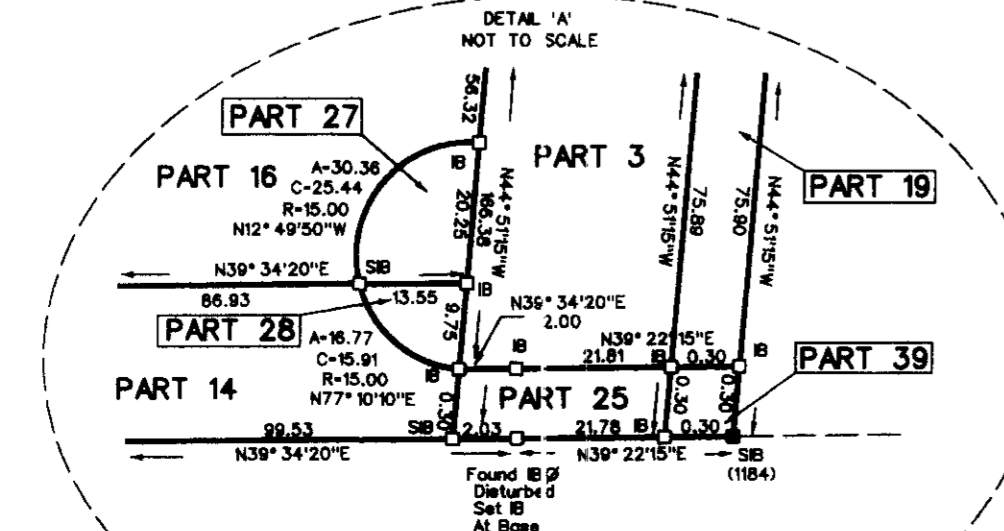 DETAIL 'A'
NOT TO SCALE
56.32
PART 27
PART 16
A=30.36
C=25.44
R=15.00
N12° 49'50"W
IB
20.25
166.36
N44° 51'15"W
PART 3
N44° 51'15"W
75.89
75.90
N44° 51'15"W
PART 19
N39° 34'20"E
SIB
86.93
13.55
IB
PART 28
9.75
N39° 34'20"E
2.00
A=16.77
C=15.91
R=15.00
N77° 10'10"E
IB
IB
N39° 22'15"E
21.81
IB
0.30
IB
PART 39
PART 14
0.30
PART 25
0.30
0.30
99.53
SIB
2.03
21.78
IB
0.30
N39° 34'20"E
N39° 22'15"E
SIB
(1184)
Found IB Ø
Disturbed
Set IB
At Base